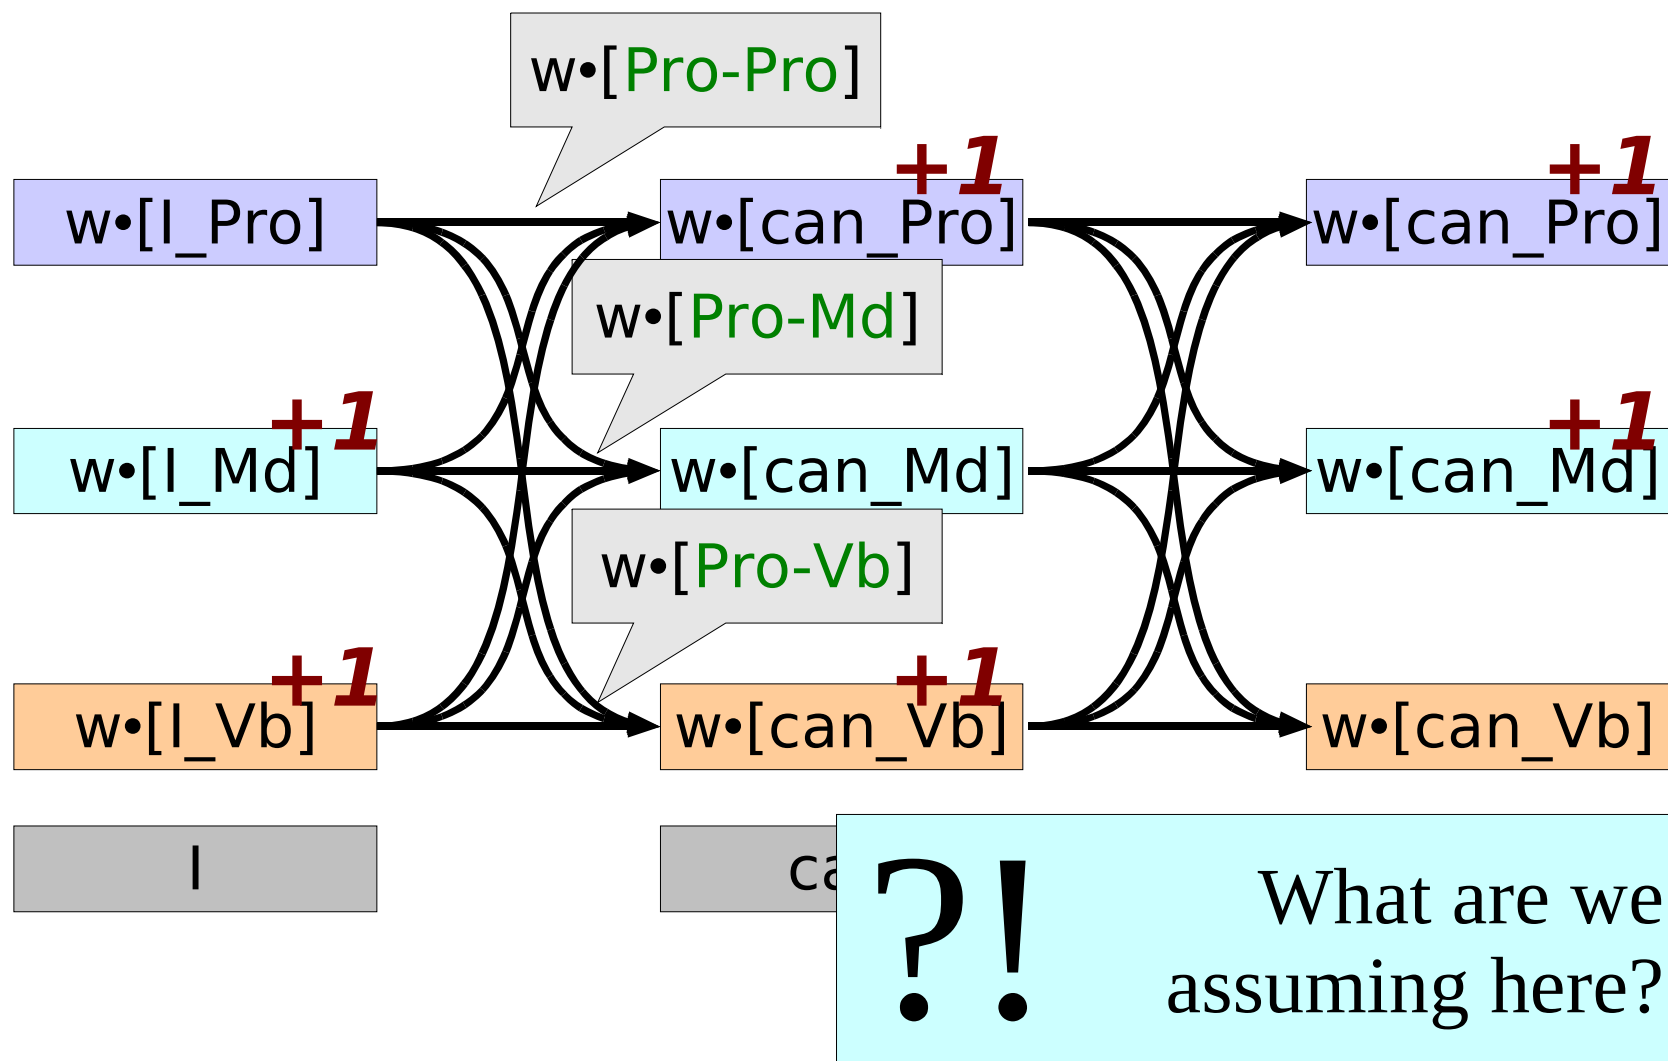 w•[Pro-Pro]
+1
+1
w•[I_Pro]
w•[can_Pro]
w•[can_Pro]
w•[Pro-Md]
+1
+1
w•[I_Md]
w•[can_Md]
w•[can_Md]
w•[Pro-Vb]
+1
+1
w•[I_Vb]
w•[can_Vb]
w•[can_Vb]
I
?!
What are we
assuming here?